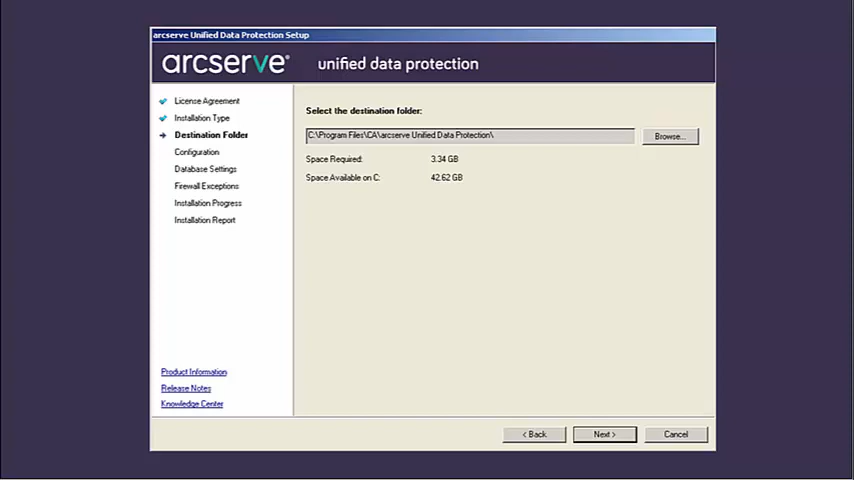 arcserve Unified Data Protection Setup
arcserve® unified data protection
License Agreement
Installation Type
Destination Folder
Configuration
Database Settings
Firewall Exceptions
Installation Progress
Installation Report
Product Information
Release Notes
Knowledge Center
Select the destination folder:
C:\Program Files\CA\arcserve Unified Data Protection\
Browse...
Space Required: 3.34 GB
Space Available on C: 42.62 GB
< Back
Next >
Cancel